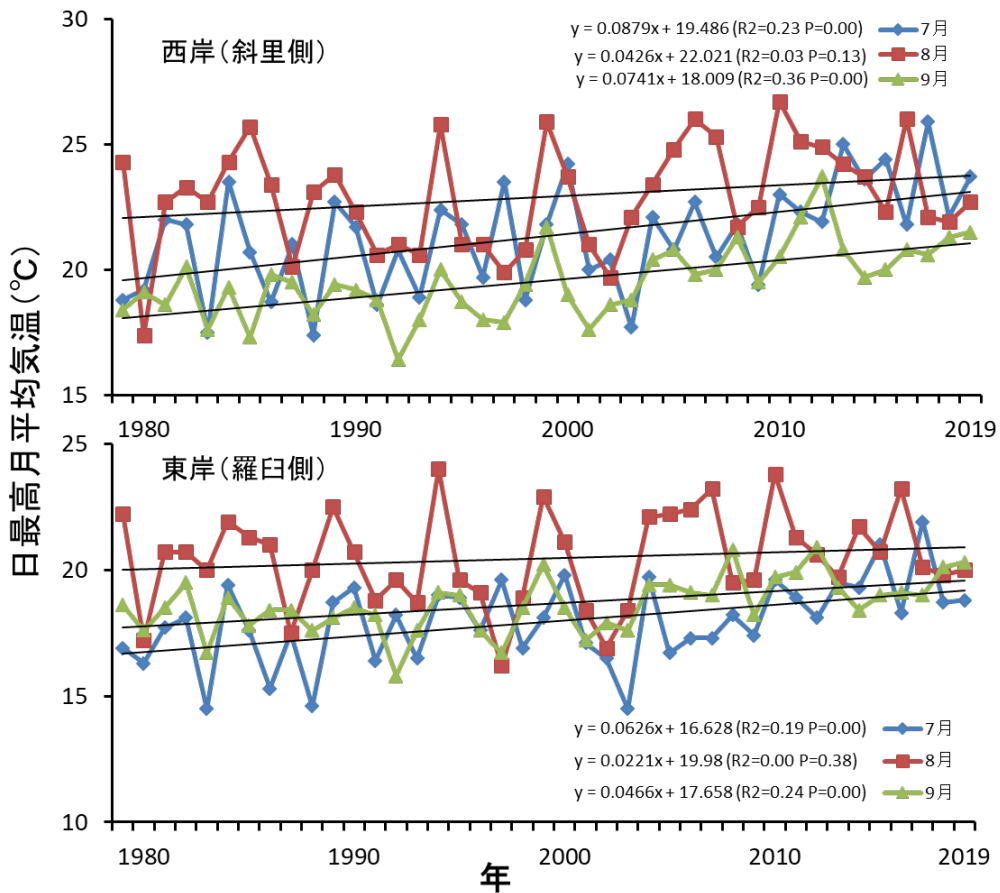 日最高月平均気温(℃)
30
25
20
15
西岸(斜里側)
y = 0.0879x + 19.486 (R2=0.23 P=0.00) 7月
y = 0.0426x + 22.021 (R2=0.03 P=0.13) 8月
y = 0.0741x + 18.009 (R2=0.36 P=0.00) 9月
1980 1990 2000 2010 2019
25
20
15
10
東岸(羅臼側)
y = 0.0626x + 16.628 (R2=0.19 P=0.00) 7月
y = 0.0221x + 19.98 (R2=0.00 P=0.38) 8月
y = 0.0466x + 17.658 (R2=0.24 P=0.00) 9月
1980 1990 2000 2010 2019
年